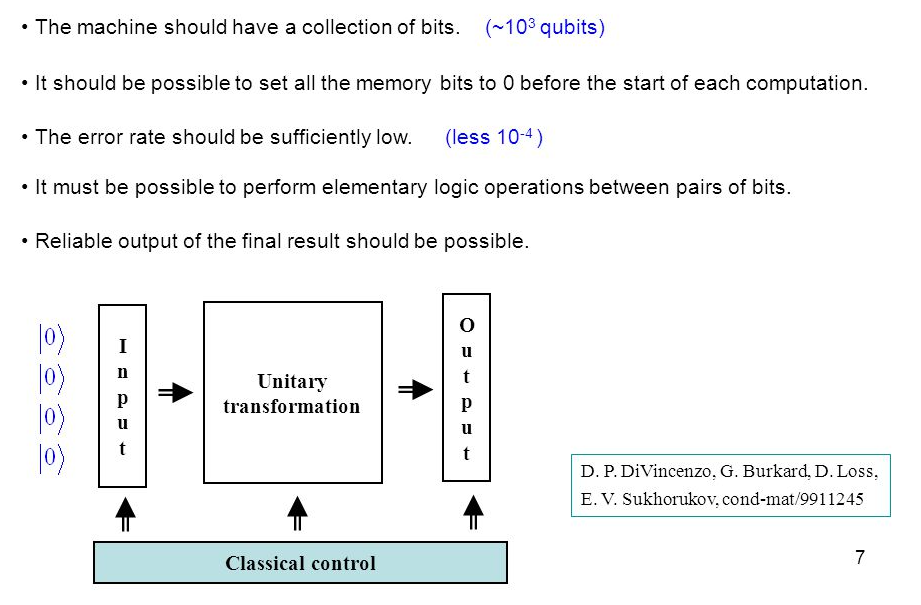 • The machine should have a collection of bits. (~10³ qubits)
• It should be possible to set all the memory bits to 0 before the start of each computation.
• The error rate should be sufficiently low. (less 10⁻⁴ )
• It must be possible to perform elementary logic operations between pairs of bits.
• Reliable output of the final result should be possible.
|0⟩
|0⟩
|0⟩
|0⟩
Input
Unitary
transformation
Output
D. P. DiVincenzo, G. Burkard, D. Loss,
E. V. Sukhorukov, cond-mat/9911245
Classical control
7